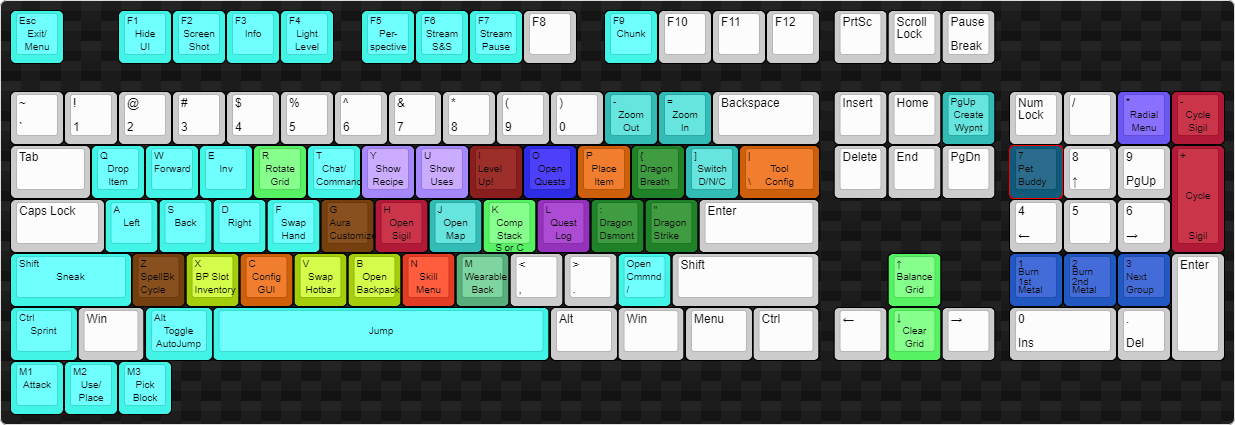 Esc
Exit/
Menu
F1
Hide
UI
F2
Screen
Shot
F3
Info
F4
Light
Level
F5
Per-
spective
F6
Stream
S&S
F7
Stream
Pause
F8
F9
Chunk
F10
F11
F12
PrtSc
Scroll
Lock
Pause
Break
~
`
!
1
@
2
#
3
$
4
%
5
^
6
&
7
*
8
(
9
)
0
-
Zoom
Out
=
Zoom
In
Backspace
Insert
Home
PgUp
Create
Wypnt
Num
Lock
/
*
Radial
Menu
-
Cycle
Sigil
Tab
Q
Drop
Item
W
Forward
E
Inv
R
Rotate
Grid
T
Chat/
Command
Y
Show
Recipe
U
Show
Uses
I
Level
Up!
O
Open
Quests
P
Place
Item
{
Dragon
Breath
]
Switch
D/N/C
|
Tool
\ Config
Delete
End
PgDn
7
Pet
Buddy
8
↑
9
PgUp
+
Cycle
Sigil
Caps Lock
A
Left
S
Back
D
Right
F
Swap
Hand
G
Aura
Customize
H
Open
Sigil
J
Open
Map
K
Comp
Stack
S or C
L
Quest
Log
:
Dragon
Dsmont
"
Dragon
Strike
Enter
4
←
5
6
→
Shift
Sneak
Z
SpellBk
Cycle
X
BP Slot
Inventory
C
Config
GUI
V
Swap
Hotbar
B
Open
Backpack
N
Skill
Menu
M
Wearable
Back
<
,
>
.
Open
Cmmnd
/
Shift
↑
Balance
Grid
1
Burn
1st
Metal
2
Burn
2nd
Metal
3
Next
Group
Enter
Ctrl
Sprint
Win
Alt
Toggle
AutoJump
Jump
Alt
Win
Menu
Ctrl
←
↓
Clear
Grid
→
0
Ins
.
Del
M1
Attack
M2
Use/
Place
M3
Pick
Block